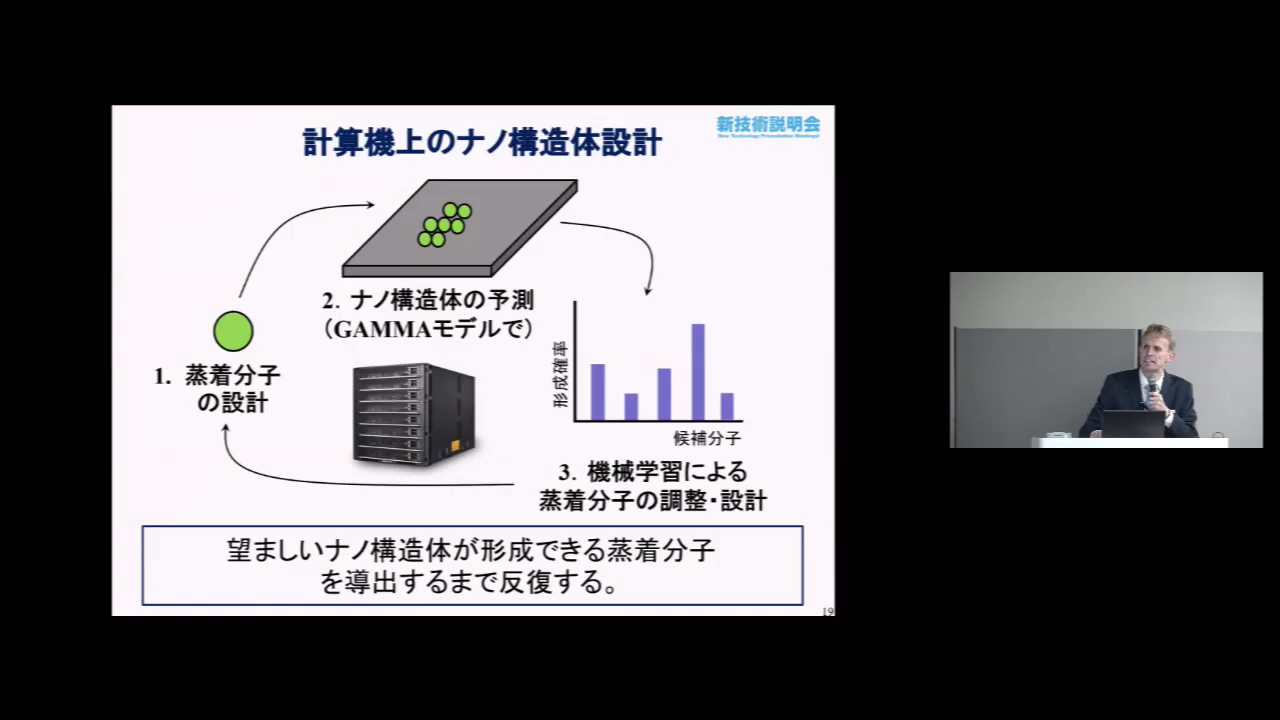 計算機上のナノ構造体設計
新技術説明会
New Technology Presentation Meetings!
2. ナノ構造体の予測
（GAMMAモデルで）
1. 蒸着分子
の設計
形成確率
候補分子
3. 機械学習による
蒸着分子の調整・設計
望ましいナノ構造体が形成できる蒸着分子
を導出するまで反復する。
19